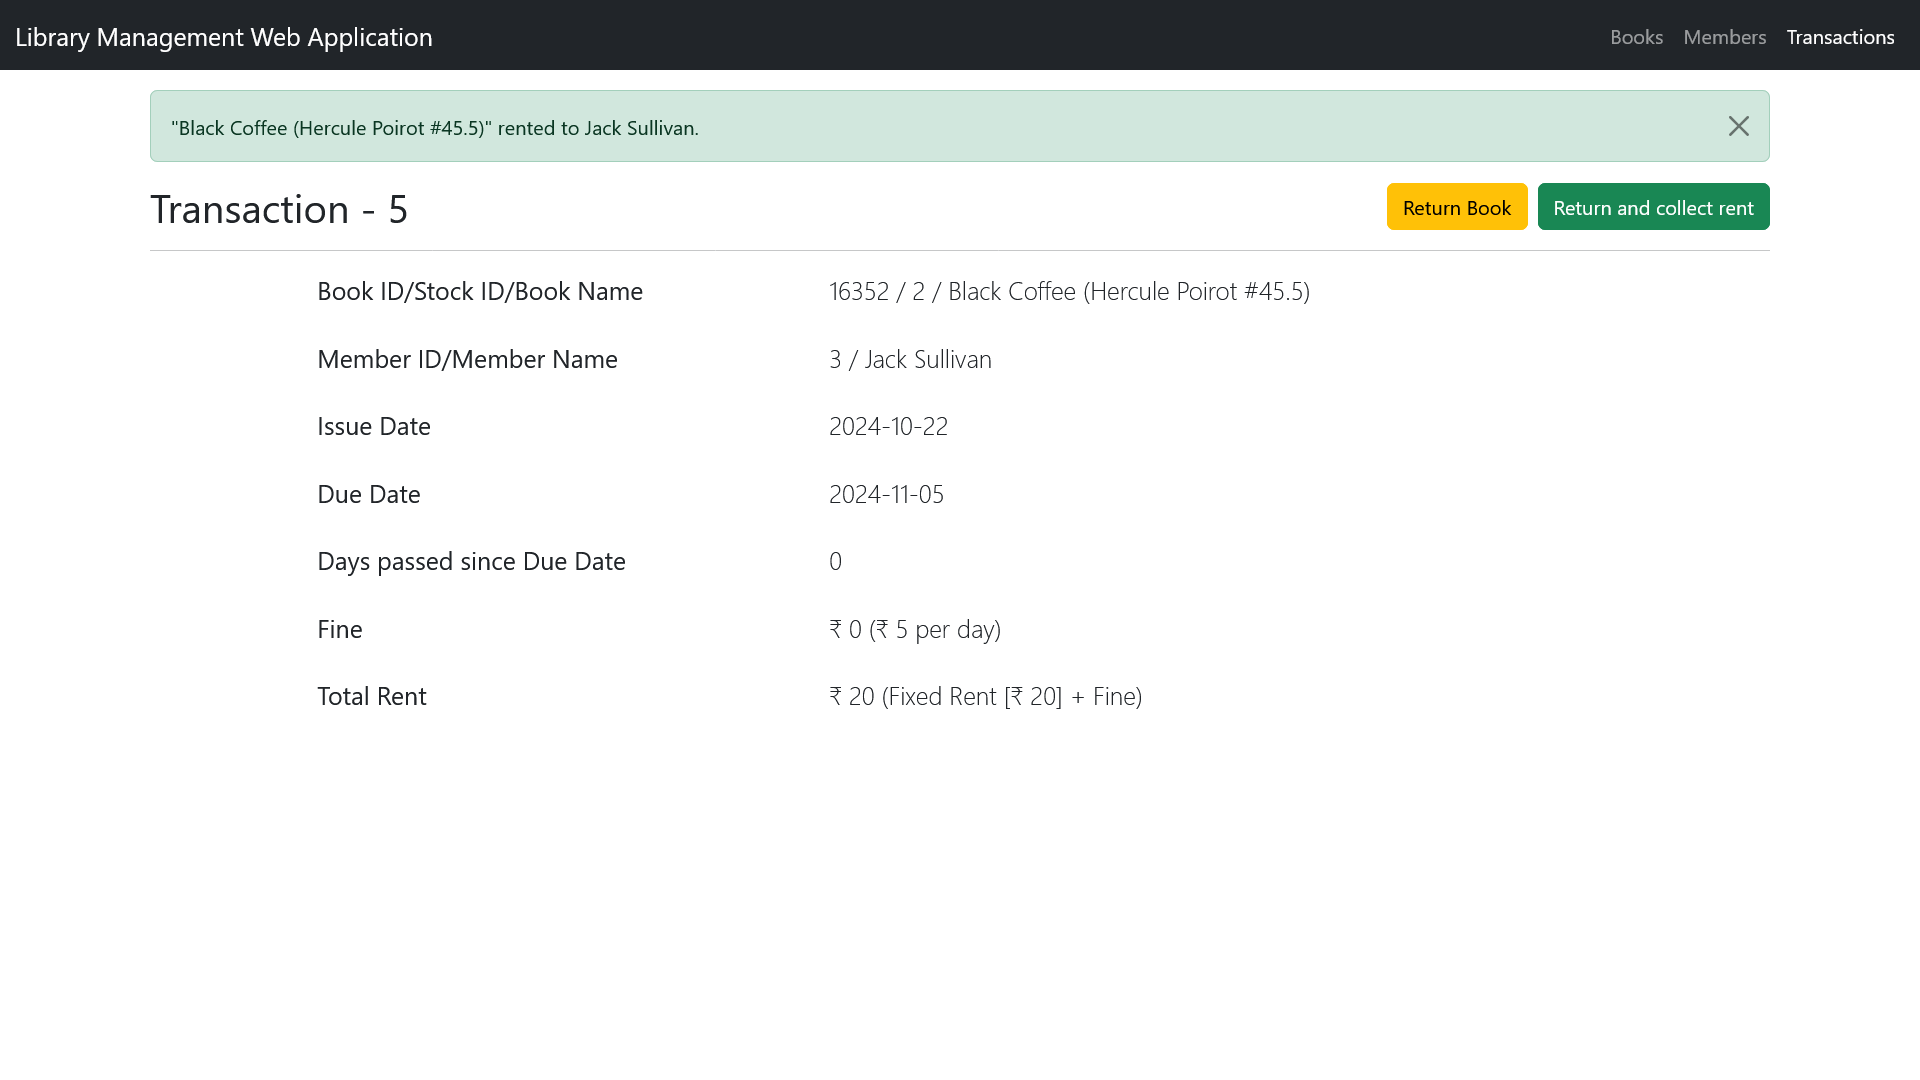 Library Management Web Application
Books Members Transactions
"Black Coffee (Hercule Poirot #45.5)" rented to Jack Sullivan.
Transaction - 5
Return Book
Return and collect rent
Book ID/Stock ID/Book Name 16352 / 2 / Black Coffee (Hercule Poirot #45.5)
Member ID/Member Name 3 / Jack Sullivan
Issue Date 2024-10-22
Due Date 2024-11-05
Days passed since Due Date 0
Fine ₹ 0 (₹ 5 per day)
Total Rent ₹ 20 (Fixed Rent [₹ 20] + Fine)